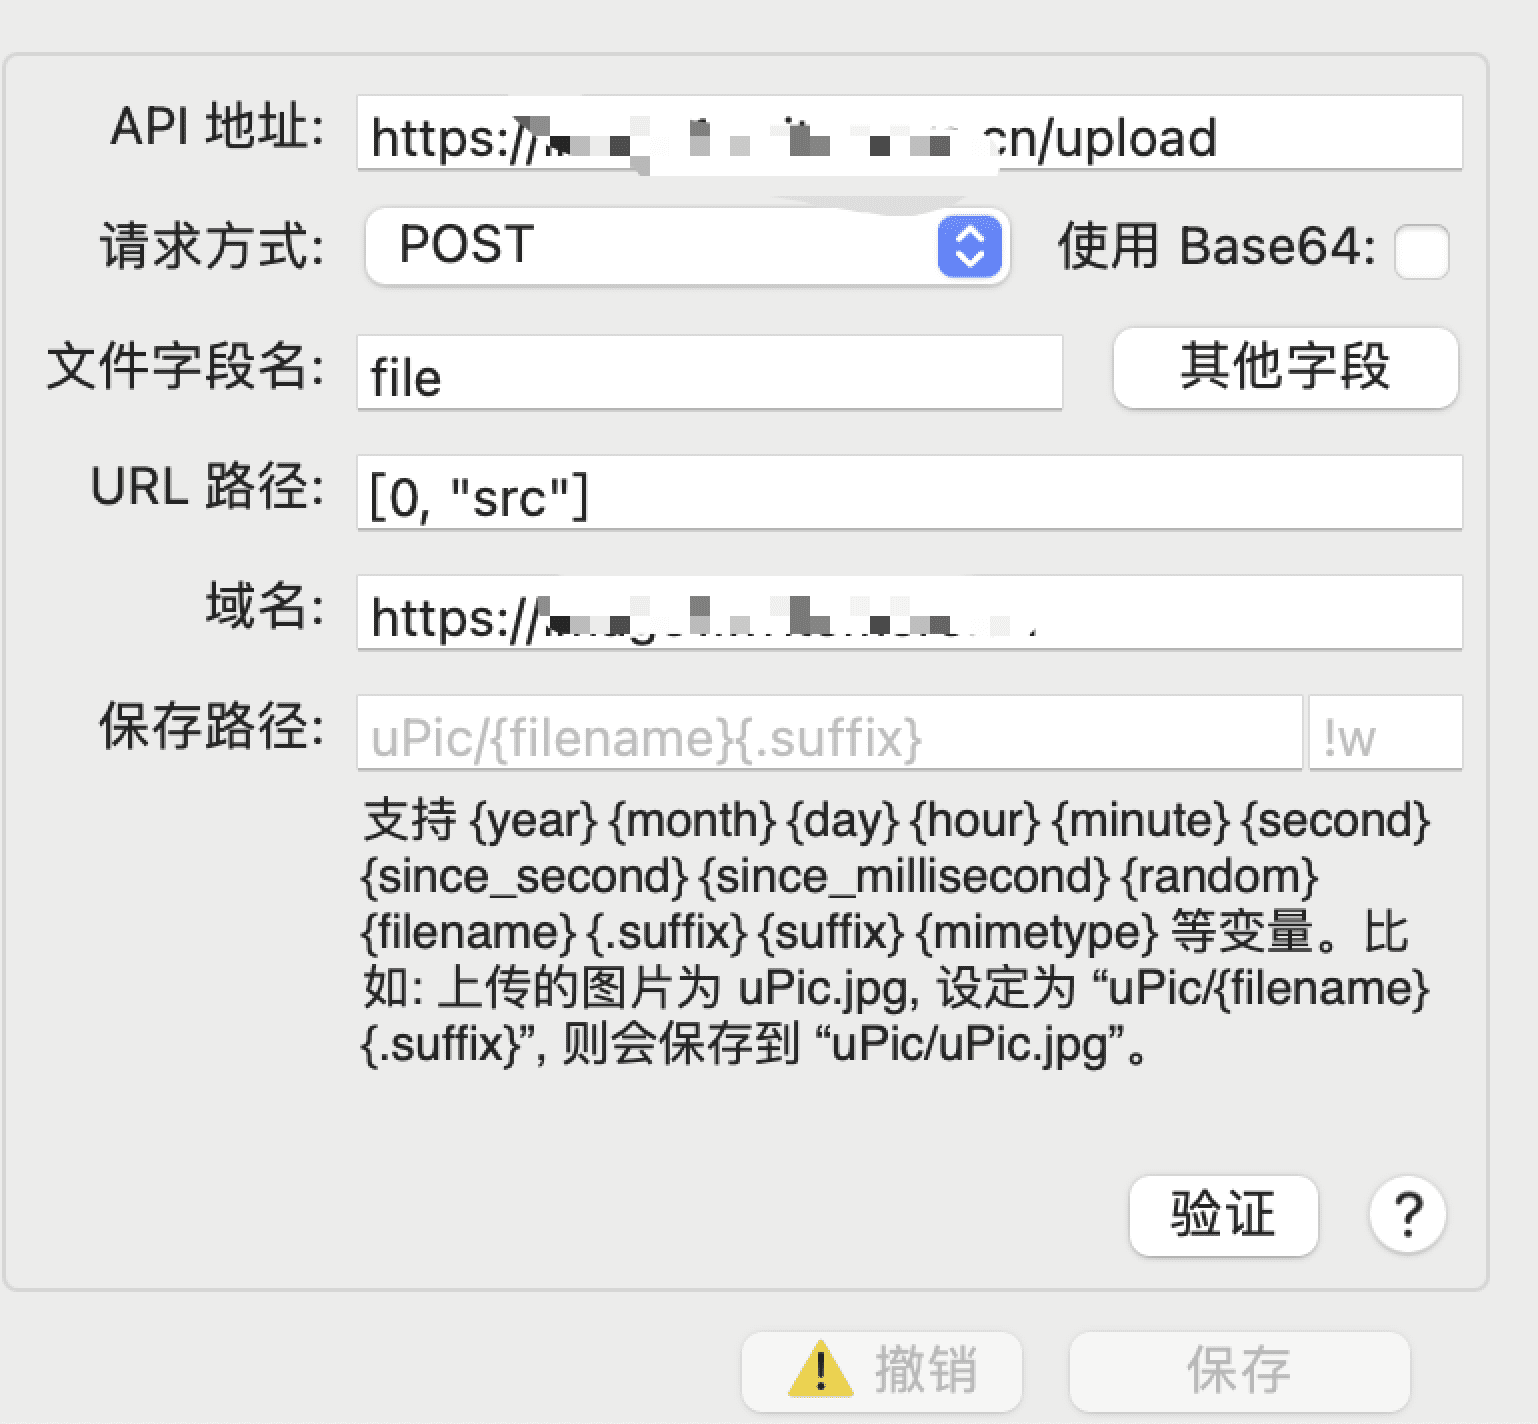 API 地址: https:// cn/upload
请求方式: POST 使用 Base64:
文件字段名: file 其他字段
URL 路径: [0, "src"]
域名: https://
保存路径: uPic/{filename}{.suffix} !w
支持 {year} {month} {day} {hour} {minute} {second}
{since_second} {since_millisecond} {random}
{filename} {.suffix} {suffix} {mimetype} 等变量。比
如: 上传的图片为 uPic.jpg, 设定为 “uPic/{filename}
{.suffix}”, 则会保存到 “uPic/uPic.jpg”。
验证 ?
撤销 保存